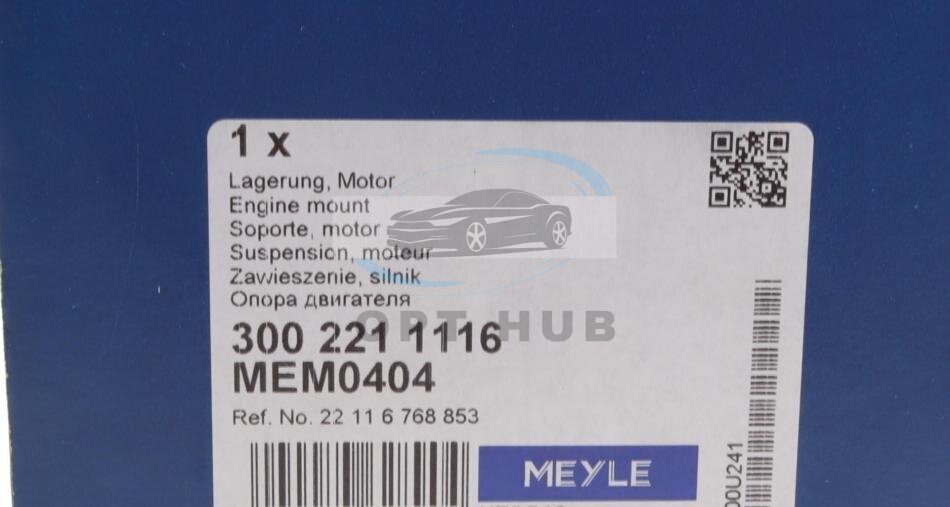 1 x
Lagerung, Motor
Engine mount
Soporte, motor
Suspension, moteur
Zawieszenie, silnik
Опора двигателя
OPT HUB
300 221 1116
MEM0404
Ref. No. 22 11 6 768 853
MEYLE
00U241